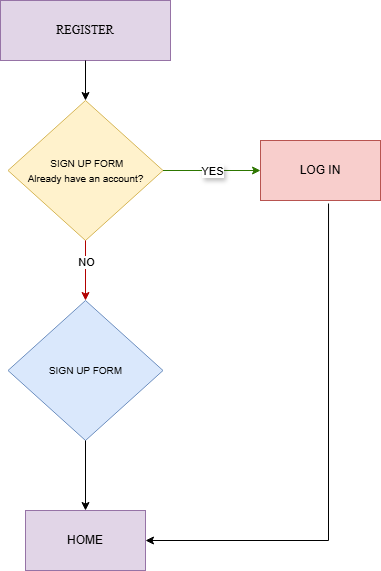 REGISTER
SIGN UP FORM
Already have an account?
YES
LOG IN
NO
SIGN UP FORM
HOME